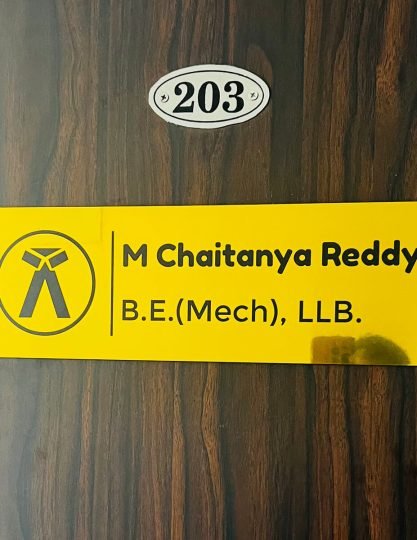 203
M Chaitanya Reddy
B.E.(Mech), LLB.